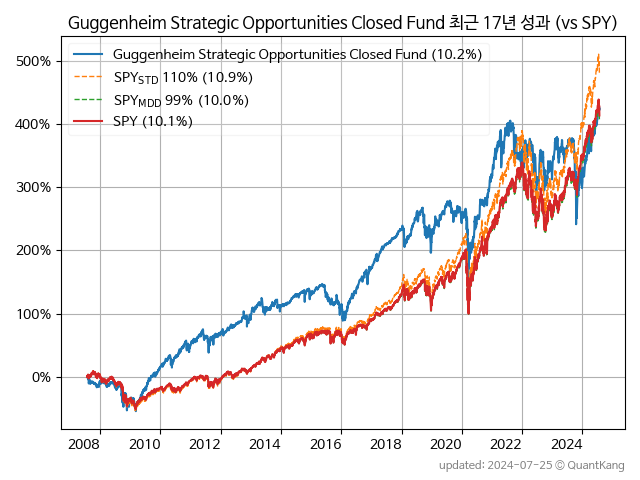 Guggenheim Strategic Opportunities Closed Fund 최근 17년 성과 (vs SPY)
Guggenheim Strategic Opportunities Closed Fund (10.2%)
SPYSTD 110% (10.9%)
SPYMDD 99% (10.0%)
SPY (10.1%)
500%
400%
300%
200%
100%
0%
2008 2010 2012 2014 2016 2018 2020 2022 2024
updated: 2024-07-25 © QuantKang